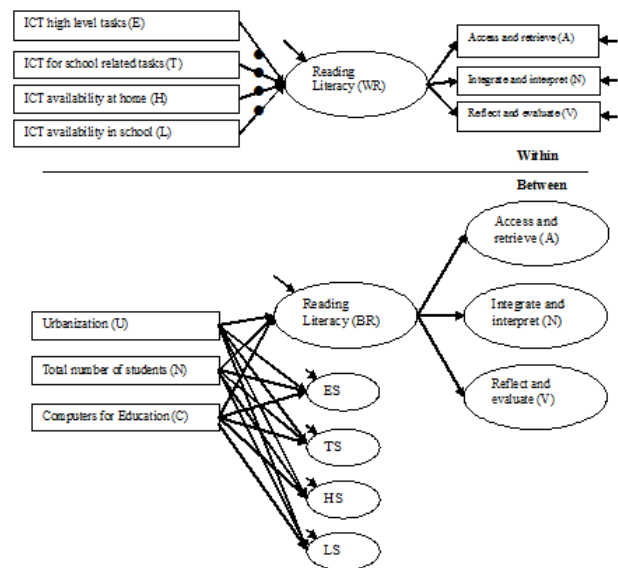 ICT high level tasks (E)
ICT for school related tasks (T)
ICT availability at home (H)
ICT availability in school (L)
Reading
Literacy (WR)
Access and retrieve (A)
Integrate and interpret (N)
Reflect and evaluate (V)
Within
Between
Access and
retrieve (A)
Reading
Literacy (BR)
Integrate and
interpret (N)
Reflect and
evaluate (V)
Urbanization (U)
Total number of students (N)
Computers for Education (C)
ES
TS
HS
LS